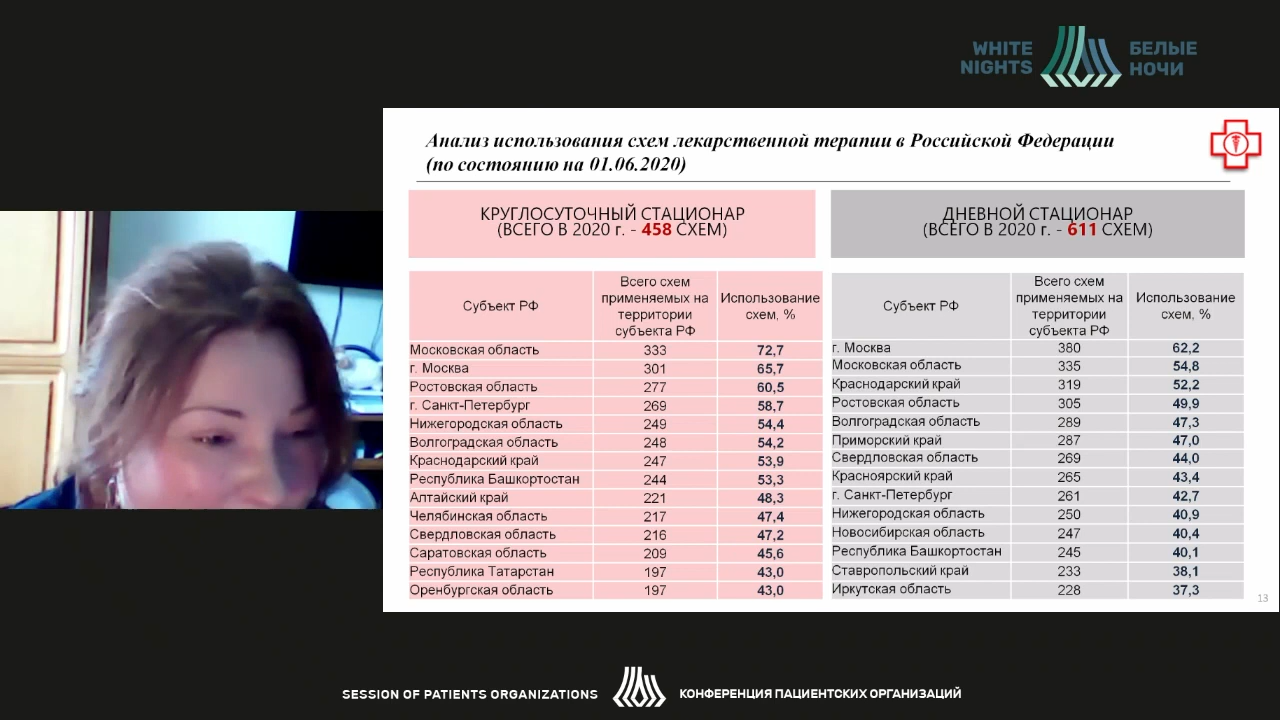 WHITE
NIGHTS
БЕЛЫЕ
НОЧИ
Анализ использования схем лекарственной терапии в Российской Федерации
(по состоянию на 01.06.2020)
КРУГЛОСУТОЧНЫЙ СТАЦИОНАР
(ВСЕГО В 2020 г. - 458 СХЕМ)
Субъект РФ
Всего схем
применяемых на
территории
субъекта РФ
Использование
схем, %
Московская область 333 72,7
г. Москва 301 65,7
Ростовская область 277 60,5
г. Санкт-Петербург 269 58,7
Нижегородская область 249 54,4
Волгоградская область 248 54,2
Краснодарский край 247 53,9
Республика Башкортостан 244 53,3
Алтайский край 221 48,3
Челябинская область 217 47,4
Свердловская область 216 47,2
Саратовская область 209 45,6
Республика Татарстан 197 43,0
Оренбургская область 197 43,0
ДНЕВНОЙ СТАЦИОНАР
(ВСЕГО В 2020 г. - 611 СХЕМ)
Субъект РФ
Всего схем
применяемых на
территории
субъекта РФ
Использование
схем, %
г. Москва 380 62,2
Московская область 335 54,8
Краснодарский край 319 52,2
Ростовская область 305 49,9
Волгоградская область 289 47,3
Приморский край 287 47,0
Свердловская область 269 44,0
Красноярский край 265 43,4
г. Санкт-Петербург 261 42,7
Нижегородская область 250 40,9
Новосибирская область 247 40,4
Республика Башкортостан 245 40,1
Ставропольский край 233 38,1
Иркутская область 228 37,3
13
SESSION OF PATIENTS ORGANIZATIONS
КОНФЕРЕНЦИЯ ПАЦИЕНТСКИХ ОРГАНИЗАЦИЙ